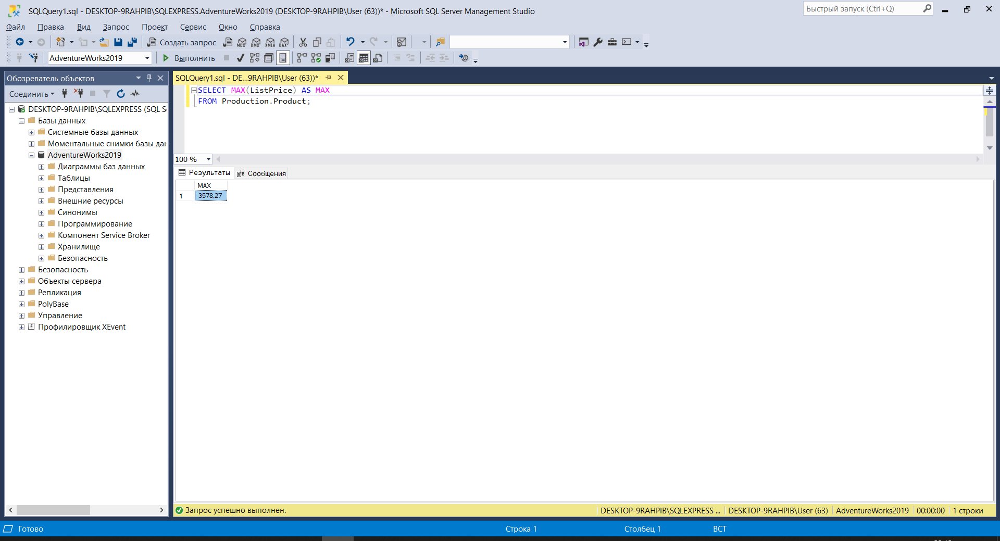 SQLQuery1.sql - DESKTOP-9RAHPIB\SQLEXPRESS.AdventureWorks2019 (DESKTOP-9RAHPIB\User (63))* - Microsoft SQL Server Management Studio
Быстрый запуск (Ctrl+Q)
Файл Правка Вид Запрос Проект Сервис Окно Справка
Создать запрос MDX DMX XMLA DAX
AdventureWorks2019 Выполнить
Обозреватель объектов
SQLQuery1.sql - DE...9RAHPIB\User (63))*
Соединить
DESKTOP-9RAHPIB\SQLEXPRESS (SQL S
Базы данных
Системные базы данных
Моментальные снимки базы дан
AdventureWorks2019
Диаграммы баз данных
Таблицы
Представления
Внешние ресурсы
Синонимы
Программирование
Компонент Service Broker
Хранилище
Безопасность
Безопасность
Объекты сервера
Репликация
PolyBase
Управление
Профилировщик XEvent
SELECT MAX(ListPrice) AS MAX
FROM Production.Product;
100 %
Результаты Сообщения
MAX
1 3578,27
Запрос успешно выполнен.
DESKTOP-9RAHPIB\SQLEXPRESS ... DESKTOP-9RAHPIB\User (63) AdventureWorks2019 00:00:00 1 строки
Готово Строка 1 Столбец 1 ВСТ